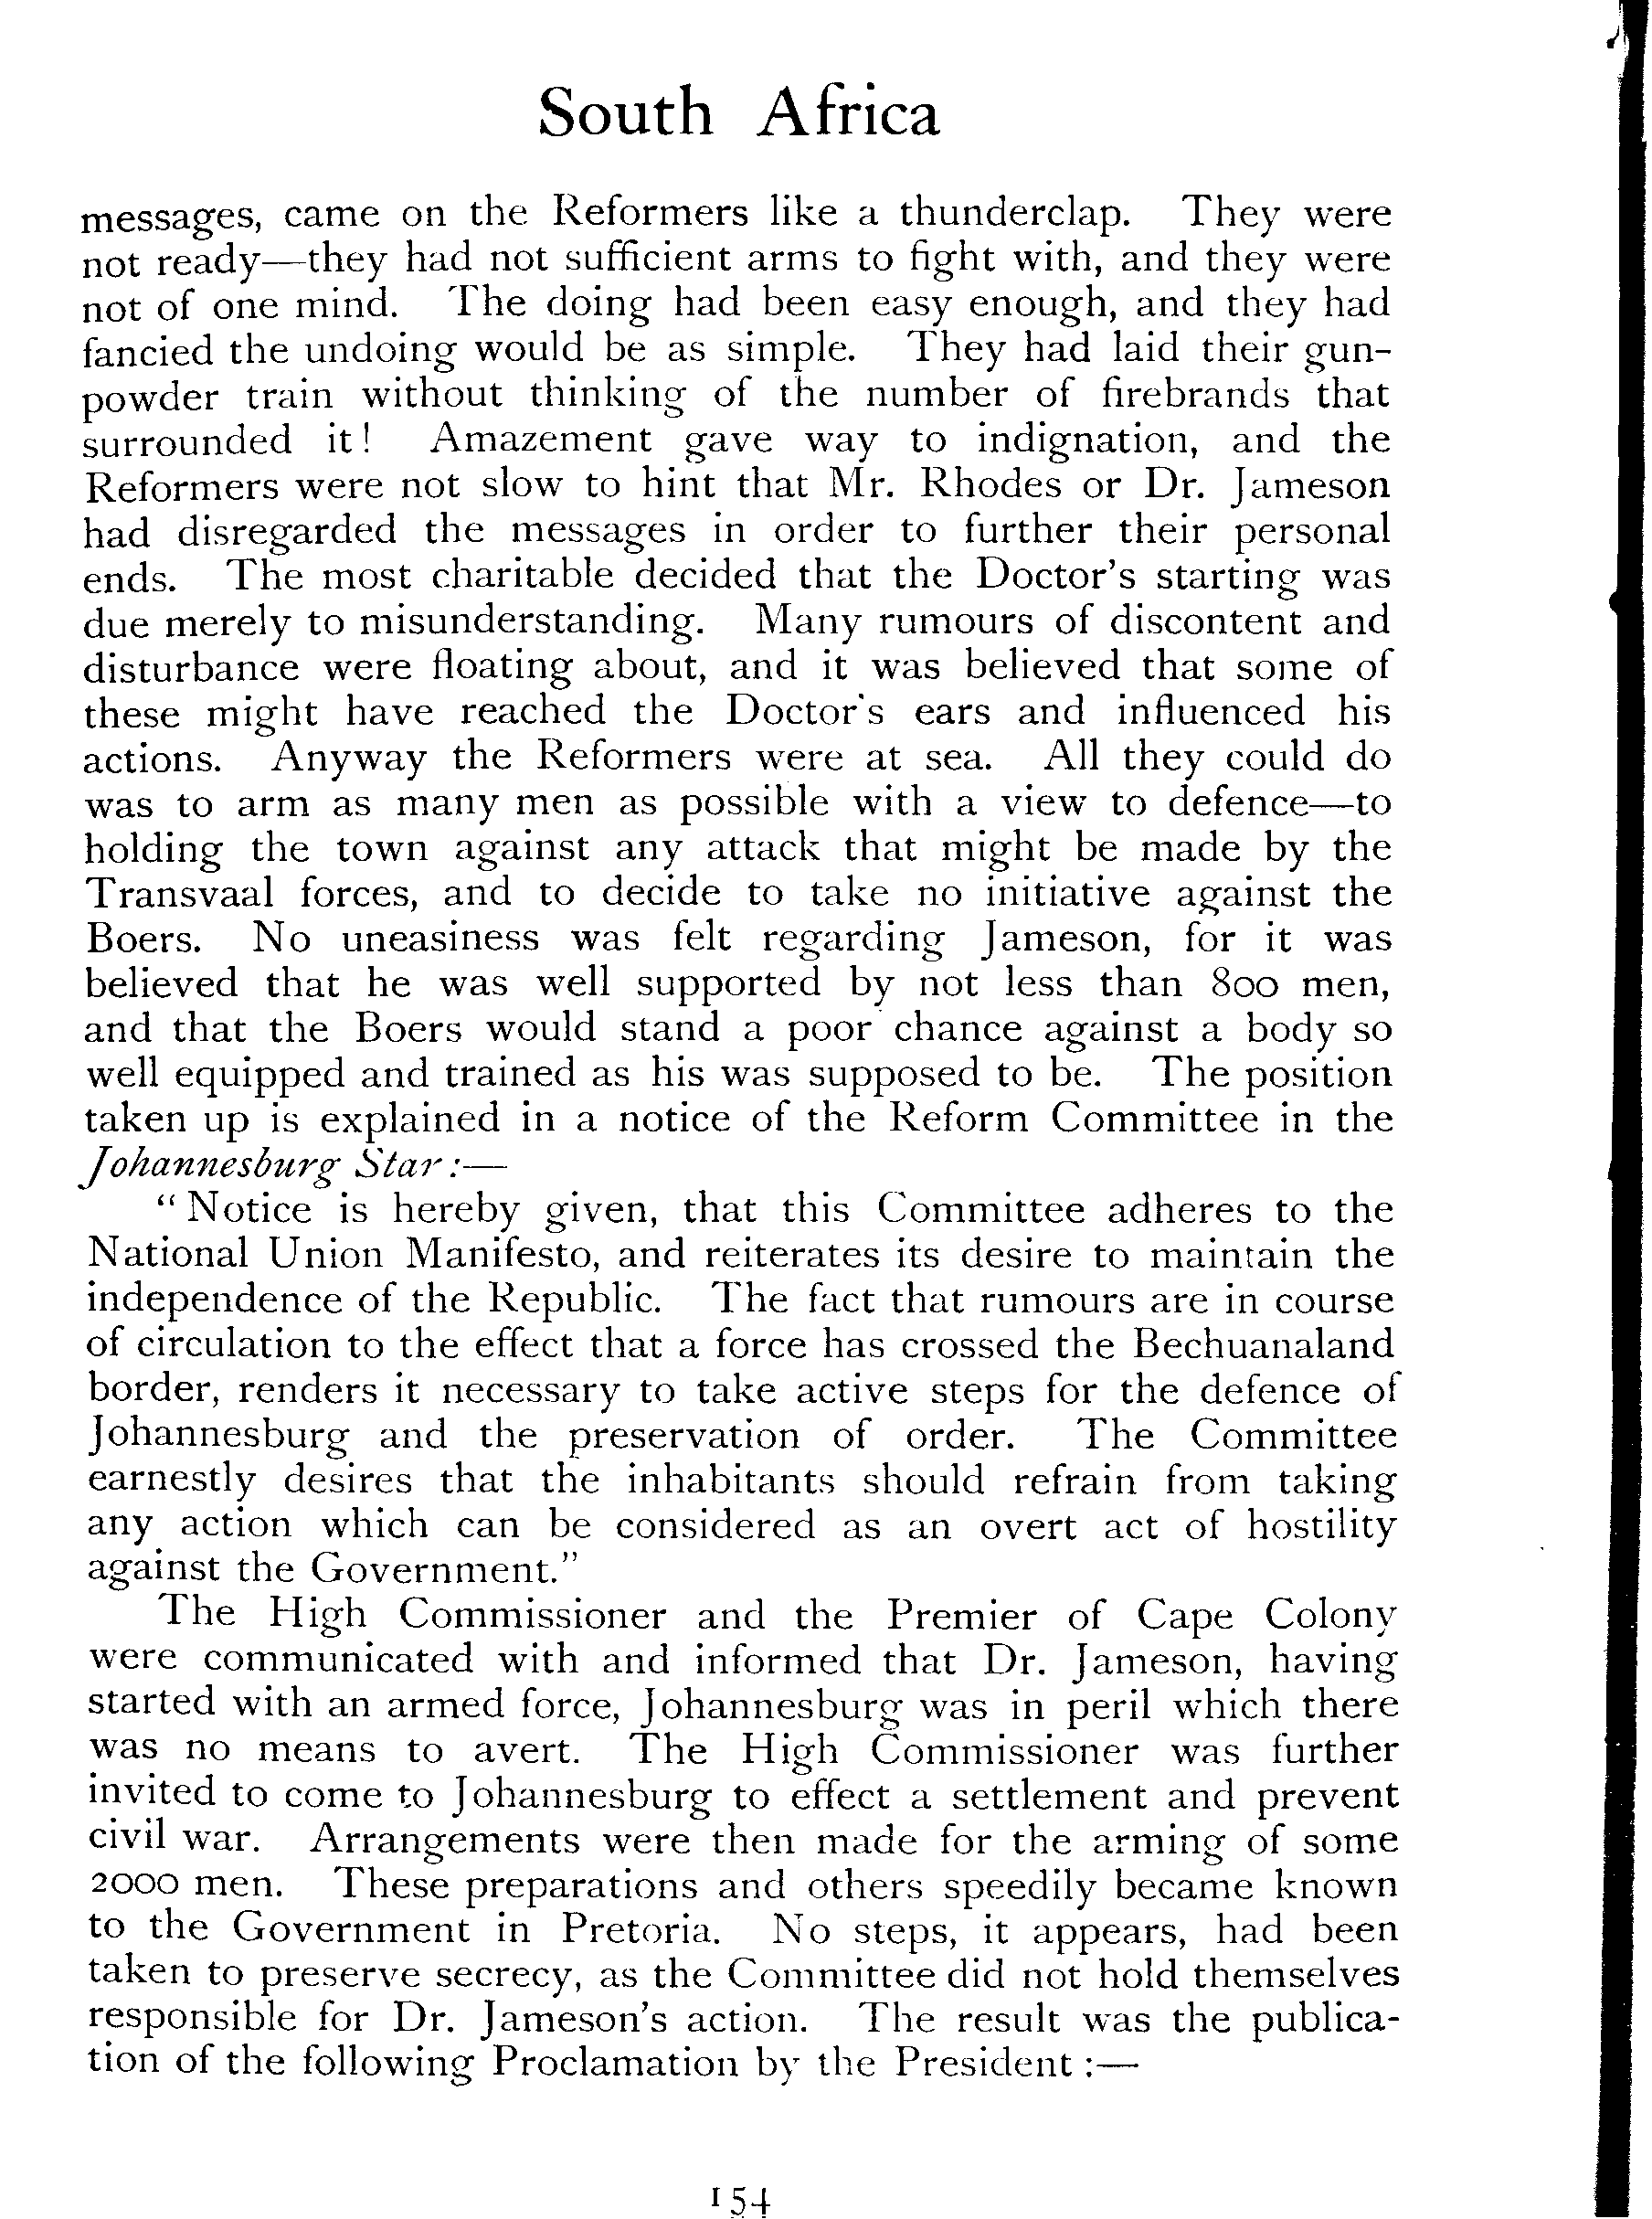 South Africa
messages, came on the Reformers like a thunderclap. They were
not ready—they had not sufficient arms to fight with, and they were
not of one mind. The doing had been easy enough, and they had
fancied the undoing would be as simple. They had laid their gun-
powder train without thinking of the number of firebrands that
surrounded it! Amazement gave way to indignation, and the
Reformers were not slow to hint that Mr. Rhodes or Dr. Jameson
had disregarded the messages in order to further their personal
ends. The most charitable decided that the Doctor's starting was
due merely to misunderstanding. Many rumours of discontent and
disturbance were floating about, and it was believed that some of
these might have reached the Doctor's ears and influenced his
actions. Anyway the Reformers were at sea. All they could do
was to arm as many men as possible with a view to defence—to
holding the town against any attack that might be made by the
Transvaal forces, and to decide to take no initiative against the
Boers. No uneasiness was felt regarding Jameson, for it was
believed that he was well supported by not less than 800 men,
and that the Boers would stand a poor chance against a body so
well equipped and trained as his was supposed to be. The position
taken up is explained in a notice of the Reform Committee in the
Johannesburg Star:—
"Notice is hereby given, that this Committee adheres to the
National Union Manifesto, and reiterates its desire to maintain the
independence of the Republic. The fact that rumours are in course
of circulation to the effect that a force has crossed the Bechuanaland
border, renders it necessary to take active steps for the defence of
Johannesburg and the preservation of order. The Committee
earnestly desires that the inhabitants should refrain from taking
any action which can be considered as an overt act of hostility
against the Government."
The High Commissioner and the Premier of Cape Colony
were communicated with and informed that Dr. Jameson, having
started with an armed force, Johannesburg was in peril which there
was no means to avert. The High Commissioner was further
invited to come to Johannesburg to effect a settlement and prevent
civil war. Arrangements were then made for the arming of some
2000 men. These preparations and others speedily became known
to the Government in Pretoria. No steps, it appears, had been
taken to preserve secrecy, as the Committee did not hold themselves
responsible for Dr. Jameson's action. The result was the publica-
tion of the following Proclamation by the President:—
154